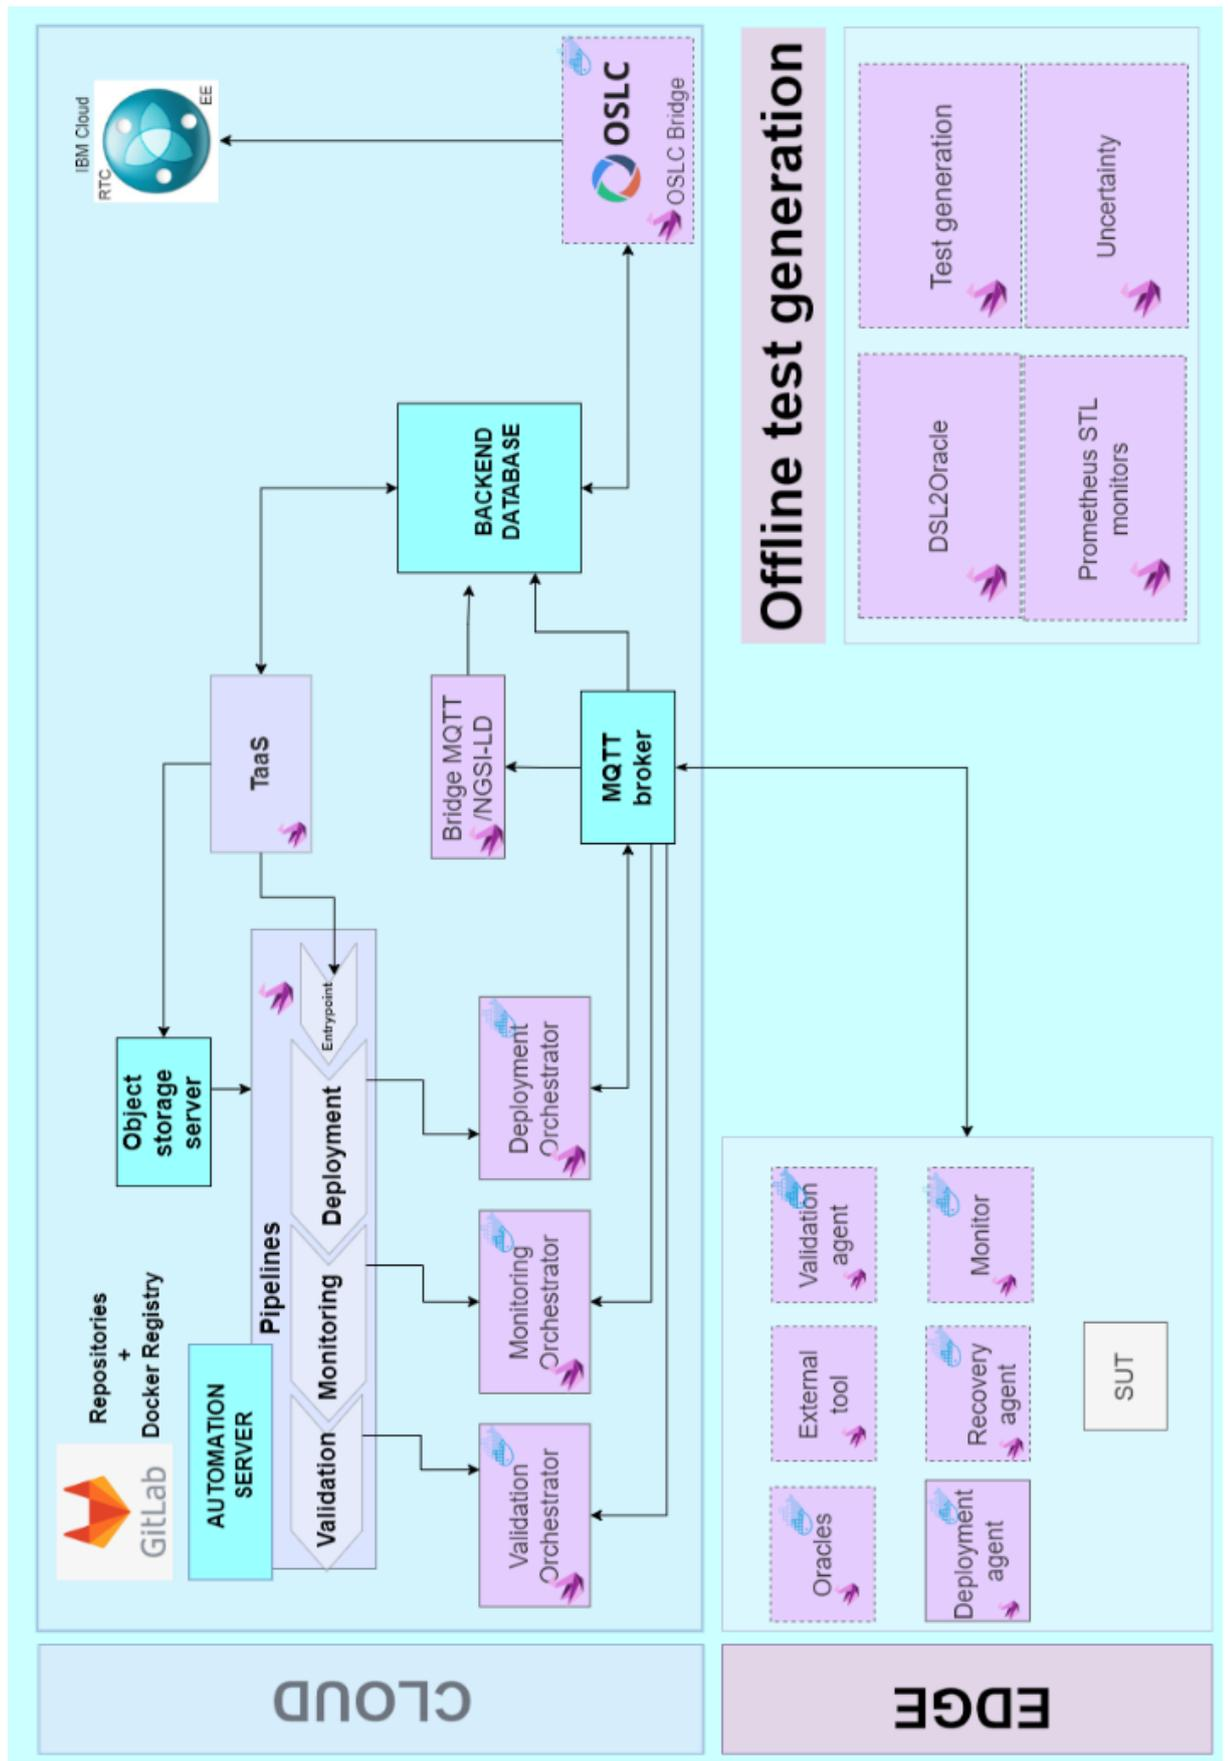 CLOUD
GitLab
Repositories
+
Docker Registry
AUTOMATION
SERVER
Pipelines
Validation
Monitoring
Deployment
Entrypoint
Object
storage
server
TaaS
IBM Cloud
RTC
EE
Validation
Orchestrator
Monitoring
Orchestrator
Deployment
Orchestrator
Bridge MQTT
/NGSI-LD
BACKEND
DATABASE
MQTT
broker
OSLC
OSLC Bridge
EDGE
Oracles
External
tool
Validation
agent
Deployment
agent
Recovery
agent
Monitor
SUT
Offline test generation
DSL2Oracle
Test generation
Prometheus STL
monitors
Uncertainty